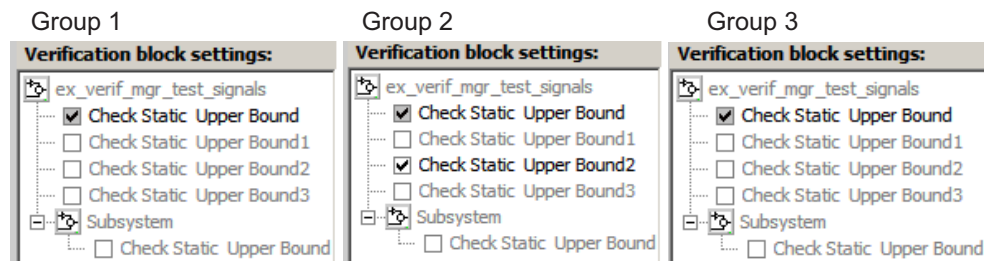 Group 1
Verification block settings:
ex_verif_mgr_test_signals
Check Static Upper Bound
Check Static Upper Bound1
Check Static Upper Bound2
Check Static Upper Bound3
Subsystem
Check Static Upper Bound
Group 2
Verification block settings:
ex_verif_mgr_test_signals
Check Static Upper Bound
Check Static Upper Bound1
Check Static Upper Bound2
Check Static Upper Bound3
Subsystem
Check Static Upper Bound
Group 3
Verification block settings:
ex_verif_mgr_test_signals
Check Static Upper Bound
Check Static Upper Bound1
Check Static Upper Bound2
Check Static Upper Bound3
Subsystem
Check Static Upper Bound